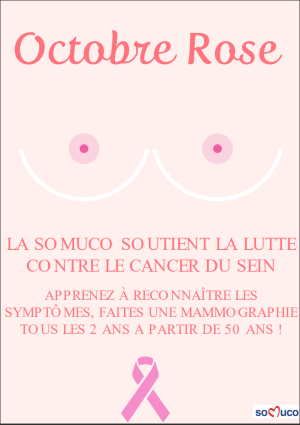 Octobre Rose
LA SOMUCO SOUTIENT LA LUTTE
CONTRE LE CANCER DU SEIN
APPRENEZ À RECONNAÎTRE LES
SYMPTÔMES, FAITES UNE MAMMOGRAPHIE
TOUS LES 2 ANS A PARTIR DE 50 ANS !
somuco